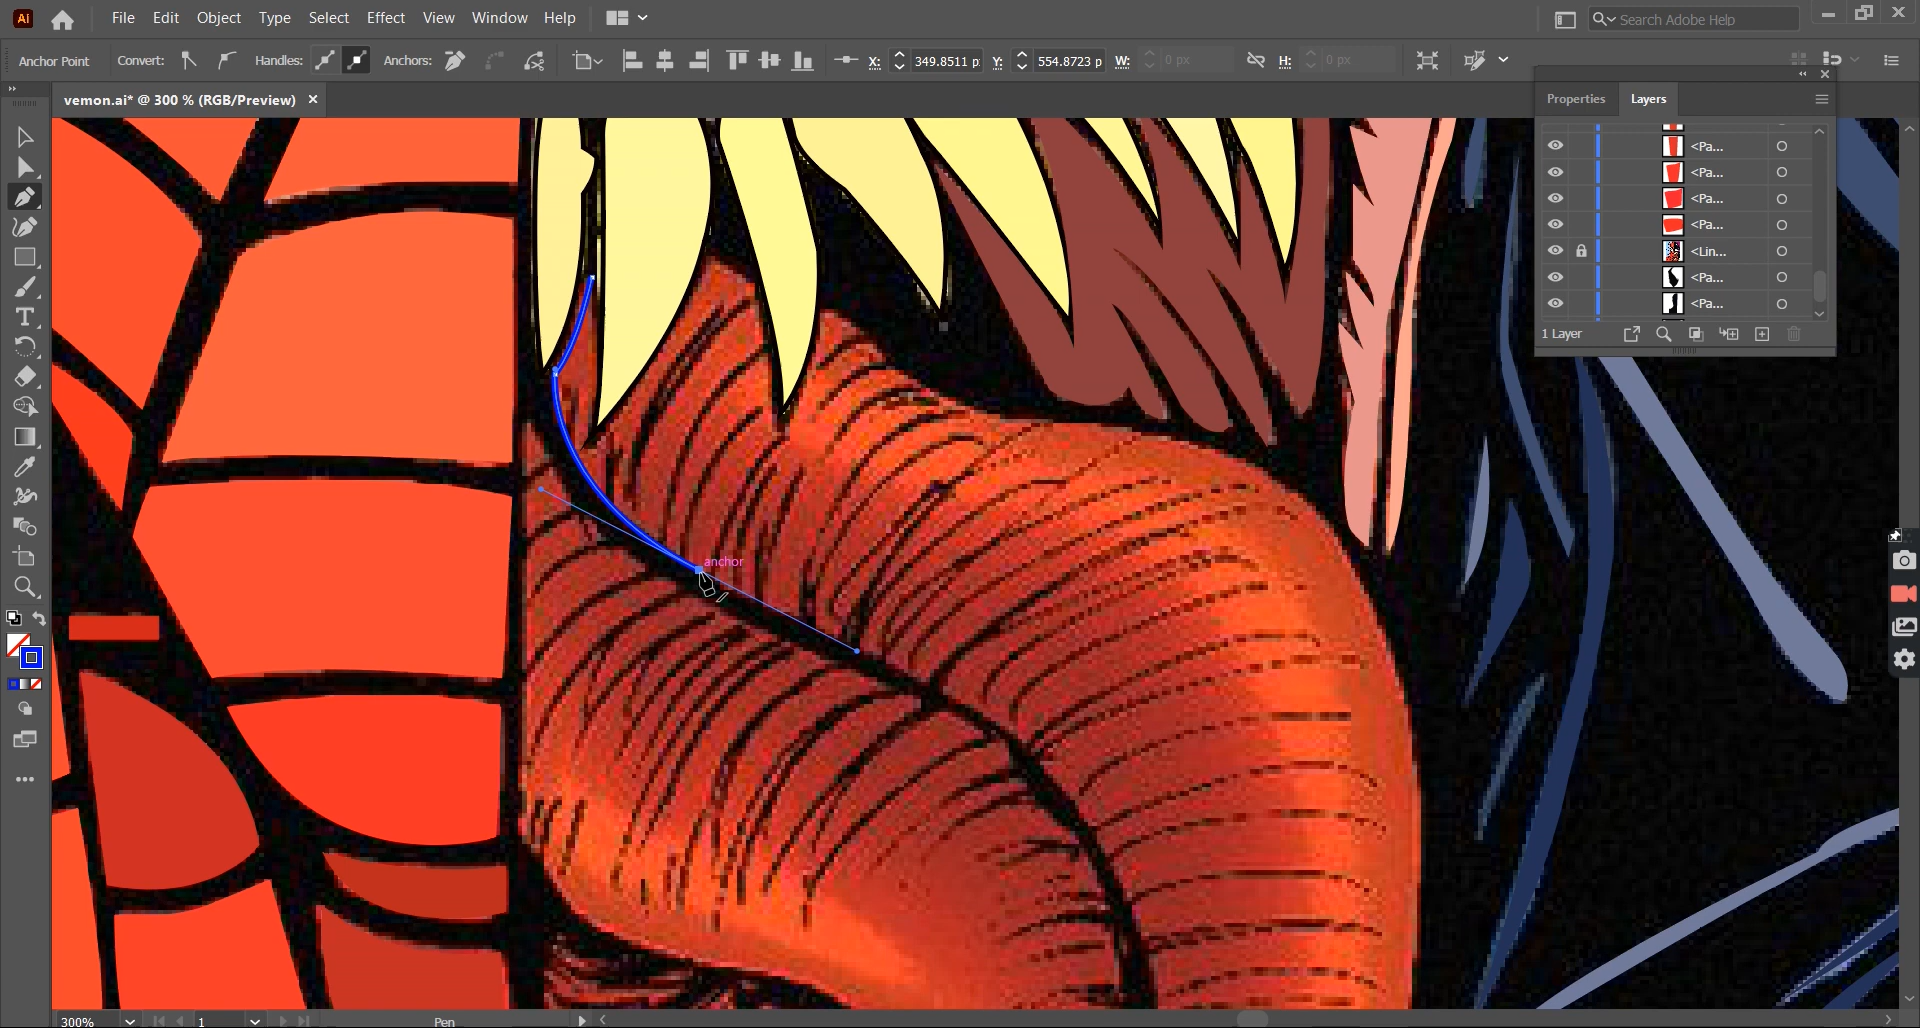 Ai File Edit Object Type Select Effect View Window Help Search Adobe Help
Anchor Point Convert: Handles: Anchors: X: 349.8511 p Y: 554.8723 p W: 0 px H: 0 px
vemon.ai* @ 300 % (RGB/Preview)
Properties Layers
<Pa...
<Pa...
<Pa...
<Pa...
<Lin...
<Pa...
<Pa...
1 Layer
anchor
300% 1 Pen